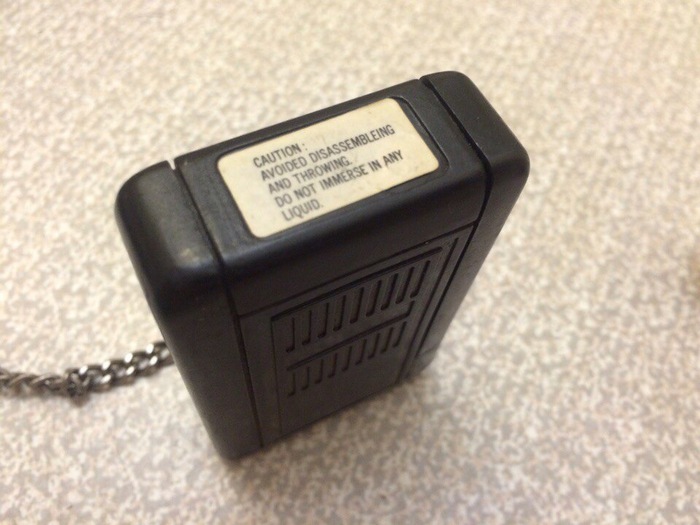 CAUTION:
AVOIDED DISASSEMBLEING
AND THROWING.
DO NOT IMMERSE IN ANY
LIQUID.